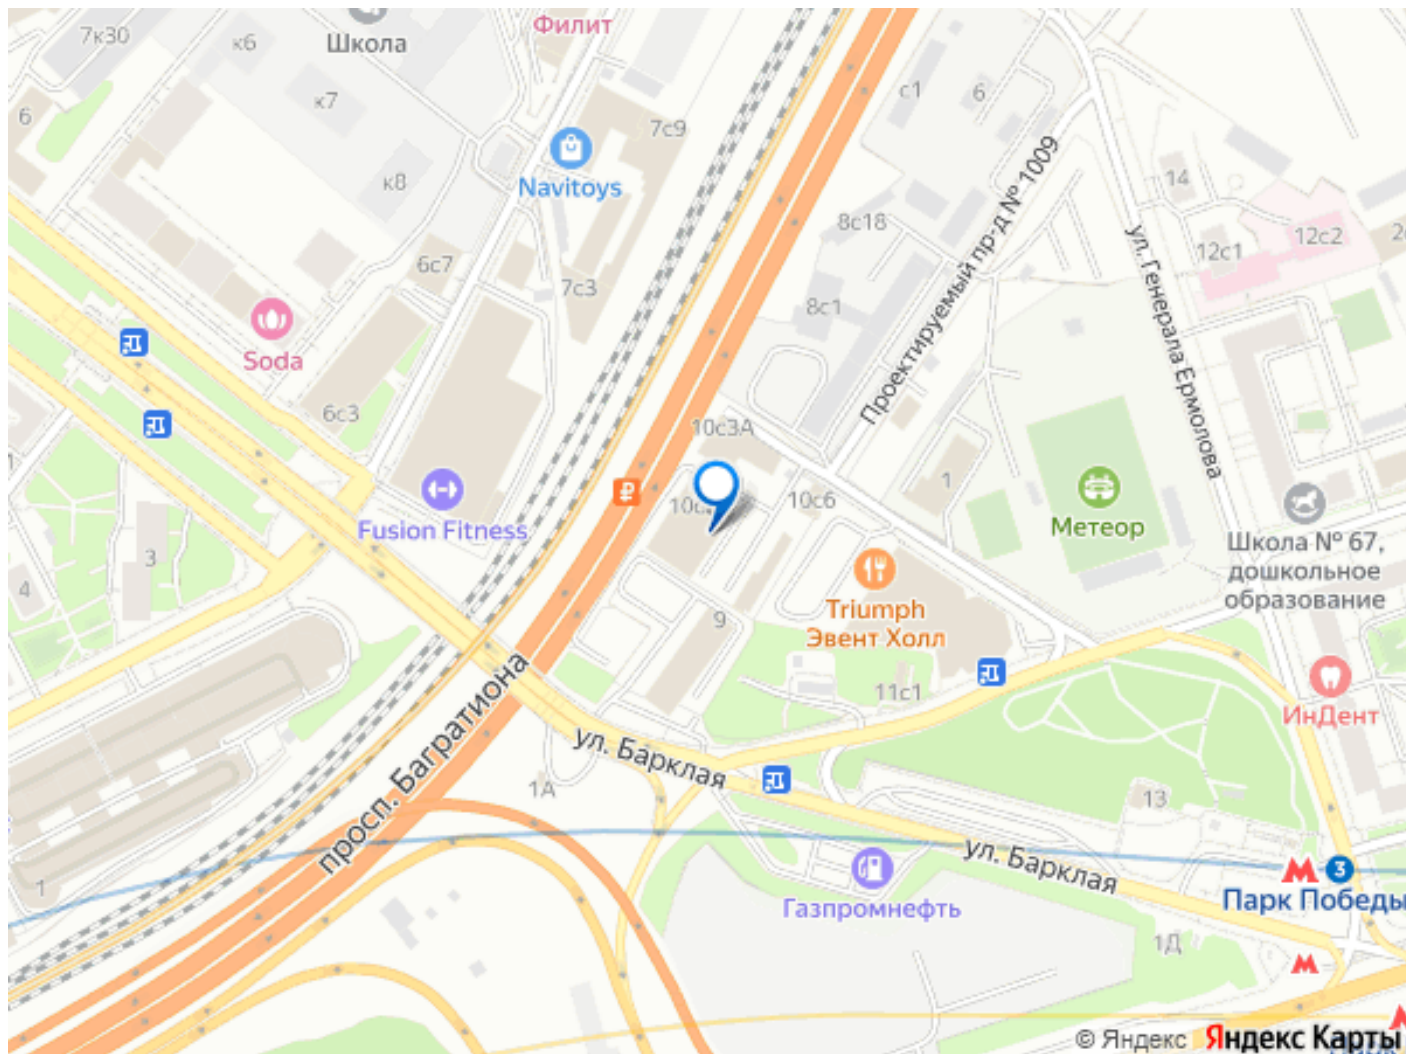 7к30
к6
Школа
Филит
6
к7
7с9
с1
6
Navitoys
к8
Проектируемый пр-д № 1009
14
8с18
ул. Генерала Ермолова
12с1
12с2
6с7
7с3
8с1
Soda
6с3
10с3А
10с6
1
Fusion Fitness
Метеор
Школа № 67,
дошкольное
образование
3
4
9
Triumph
Эвент Холл
11с1
ИнДент
просп. Багратиона
ул. Барклая
1А
13
ул. Барклая
1
Газпромнефть
3
Парк Победы
1Д
© Яндекс Яндекс Карты